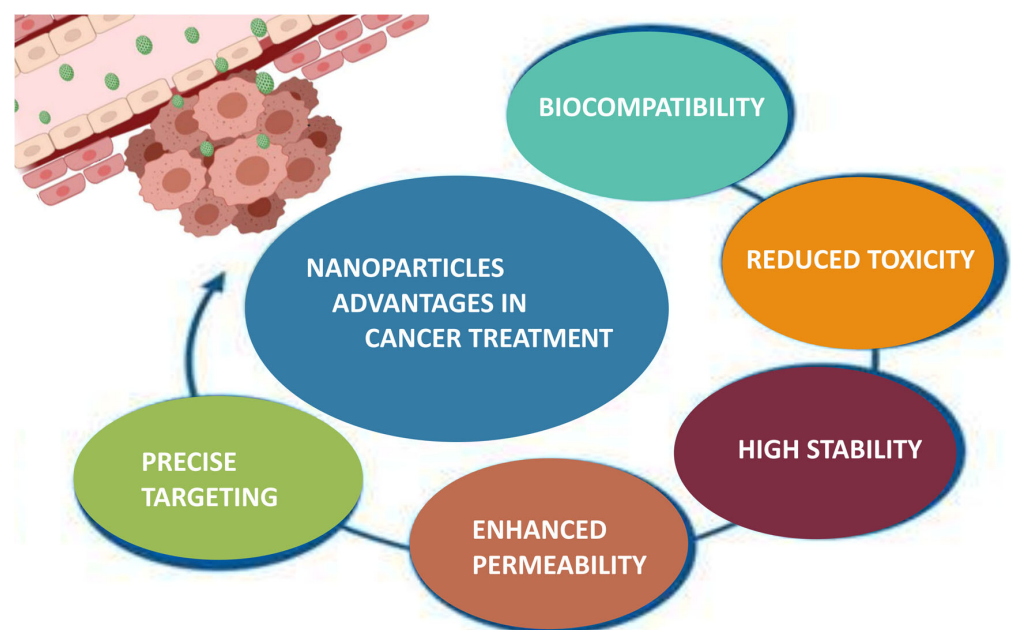 BIOCOMPATIBILITY
REDUCED TOXICITY
NANOPARTICLES
ADVANTAGES IN
CANCER TREATMENT
HIGH STABILITY
PRECISE
TARGETING
ENHANCED
PERMEABILITY